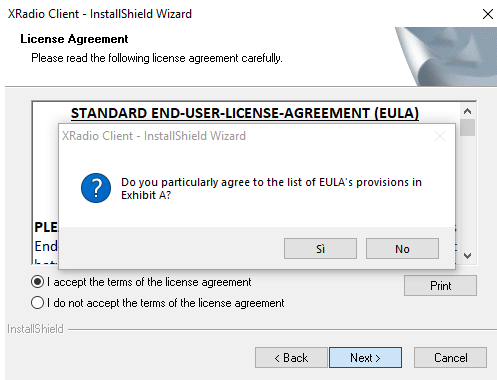 XRadio Client - InstallShield Wizard
License Agreement
Please read the following license agreement carefully.
STANDARD END-USER-LICENSE-AGREEMENT (EULA)
XRadio Client - InstallShield Wizard
Do you particularly agree to the list of EULA's provisions in
Exhibit A?
Sì No
I accept the terms of the license agreement
Print
I do not accept the terms of the license agreement
InstallShield
< Back Next > Cancel